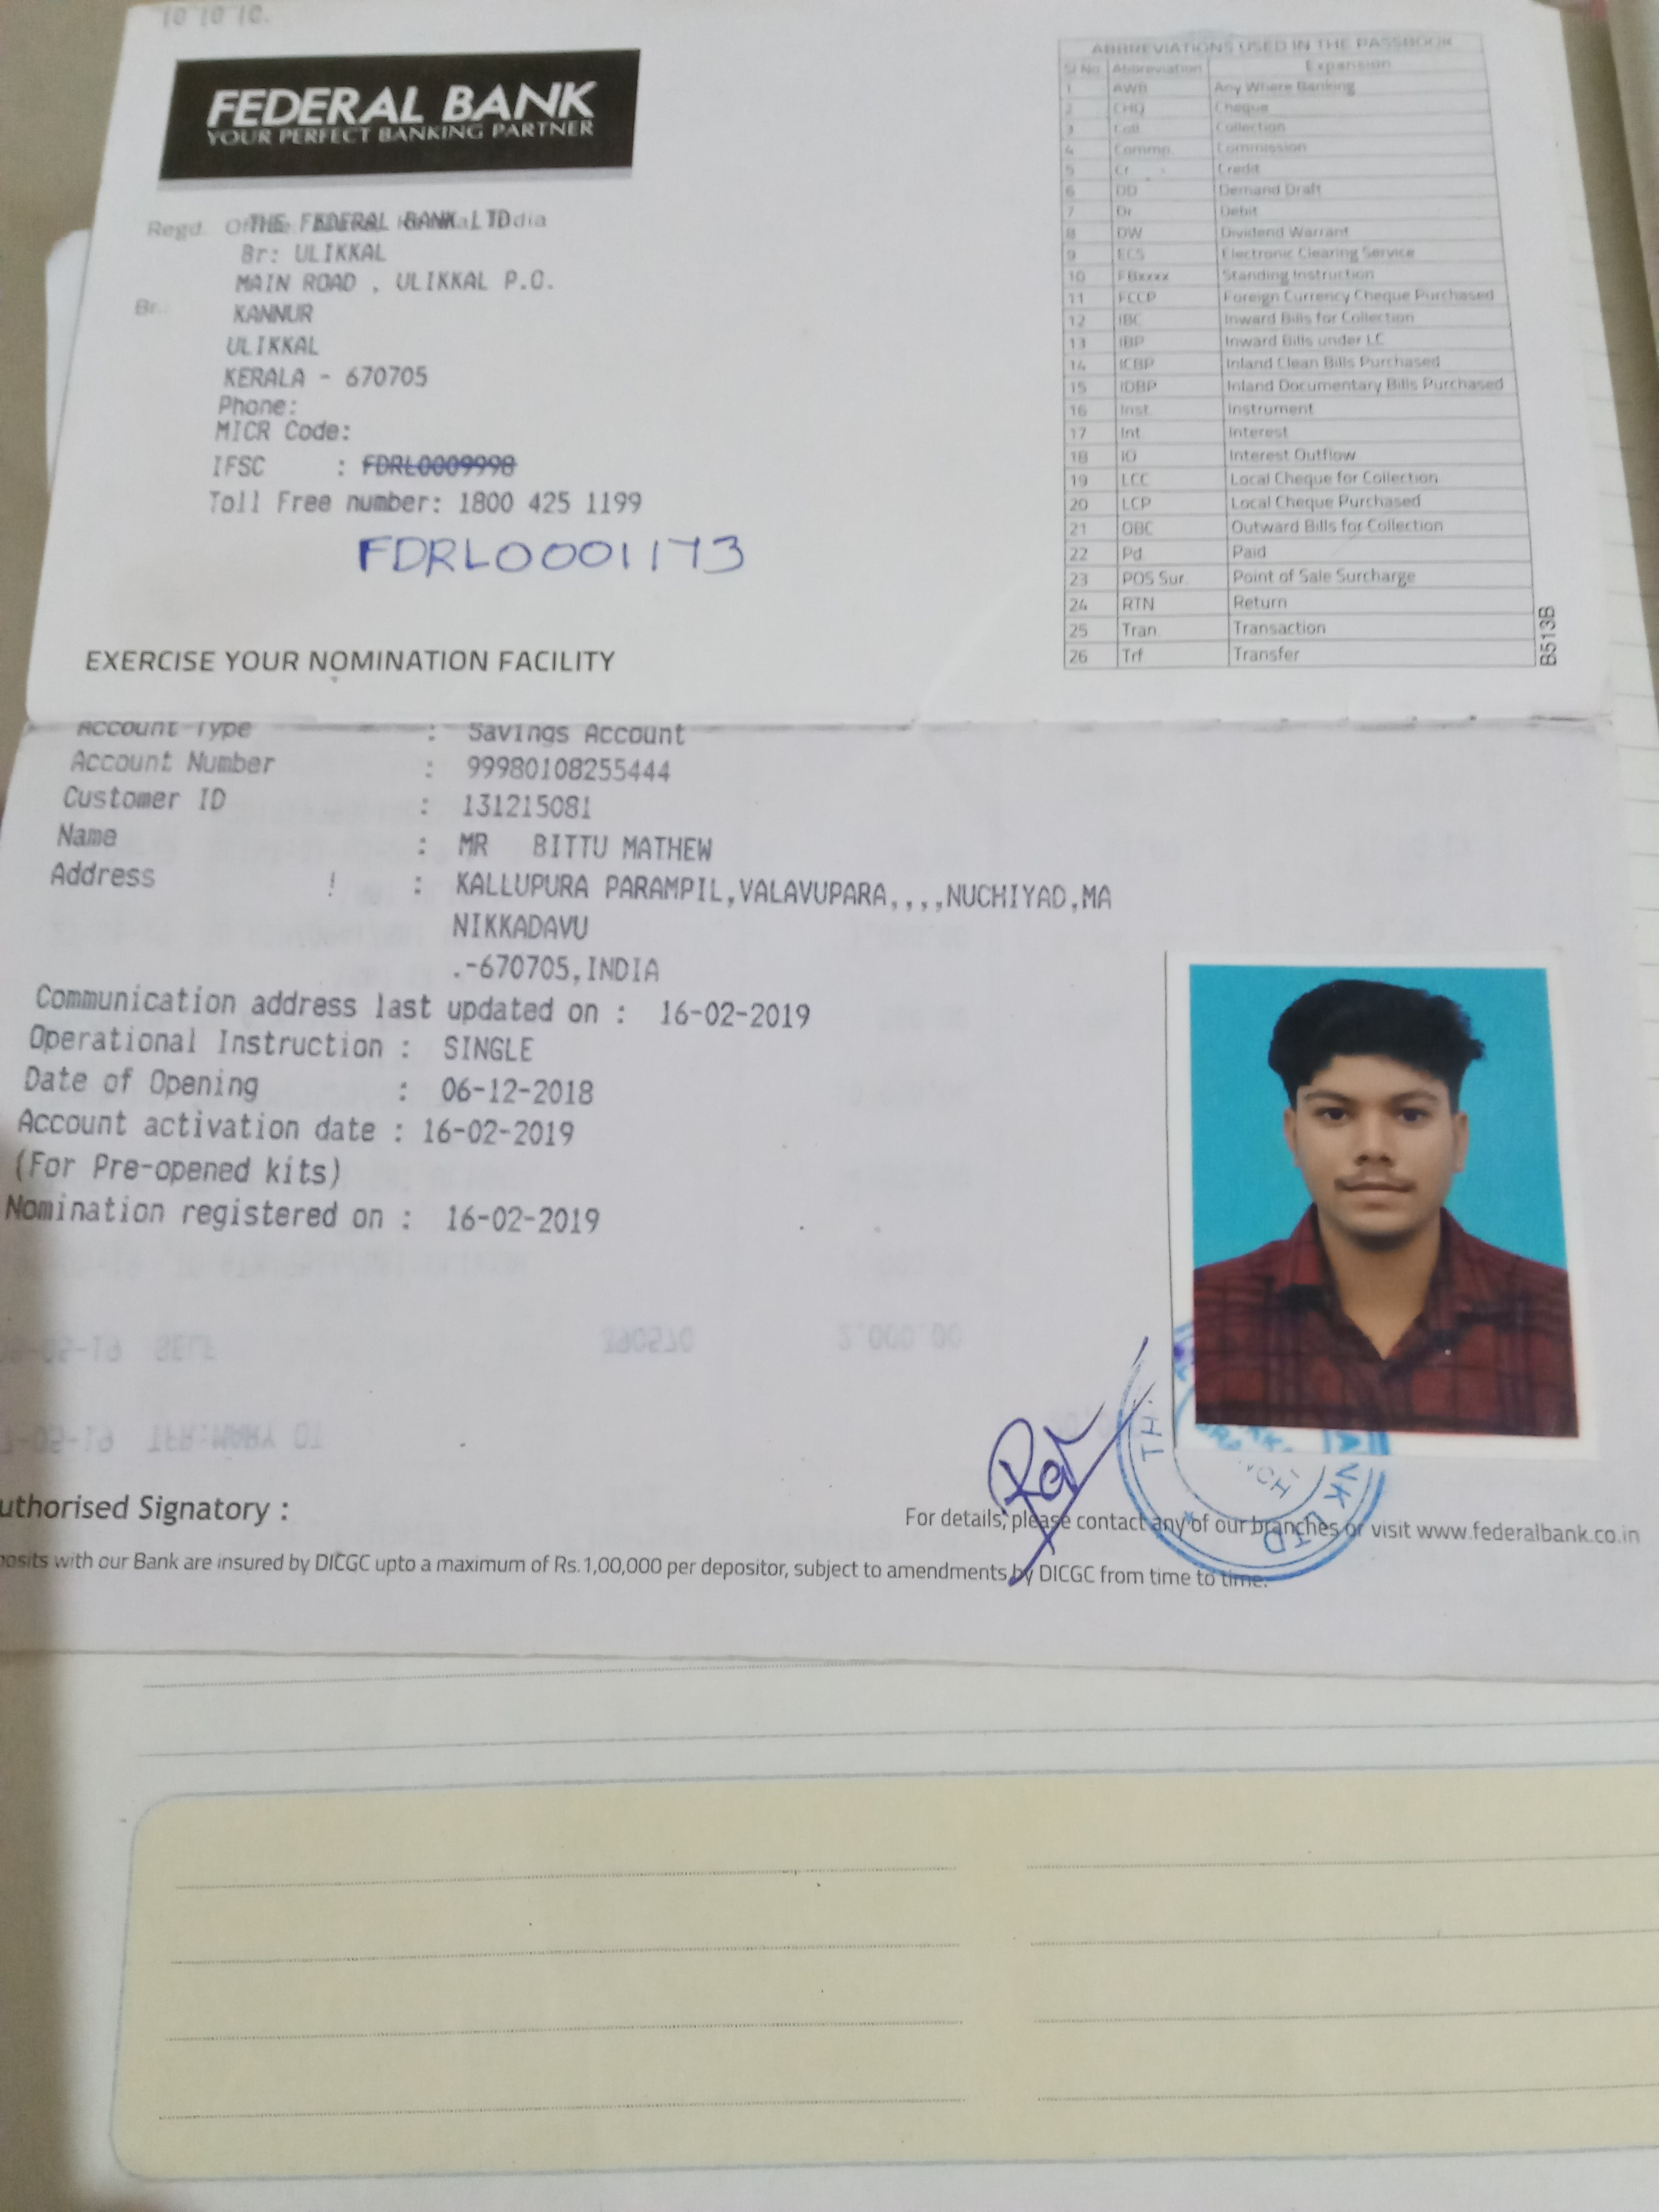 10 10 10.
FEDERAL BANK
YOUR PERFECT BANKING PARTNER
Regd. THE FEDERAL BANK LTD
Br: ULIKKAL
MAIN ROAD , ULIKKAL P.O.
Br.: KANNUR
ULIKKAL
KERALA - 670705
Phone:
MICR Code:
IFSC : FDRL0009998
Toll Free number: 1800 425 1199
FDRL0001173
EXERCISE YOUR NOMINATION FACILITY
ABBREVIATIONS USED IN THE PASSBOOK
Sl No Abbreviation Expansion
1 AWB Any Where Banking
2 CHQ Cheque
3 Coll Collection
4 Commn. Commission
5 Cr Credit
6 DD Demand Draft
7 Dr Debit
8 DW Dividend Warrant
9 ECS Electronic Clearing Service
10 FBxxxx Standing Instruction
11 FCCP Foreign Currency Cheque Purchased
12 IBC Inward Bills for Collection
13 IBP Inward Bills under LC
14 ICBP Inland Clean Bills Purchased
15 IDBP Inland Documentary Bills Purchased
16 Inst. Instrument
17 Int. Interest
18 IO Interest Outflow
19 LCC Local Cheque for Collection
20 LCP Local Cheque Purchased
21 OBC Outward Bills for Collection
22 Pd Paid
23 POS Sur. Point of Sale Surcharge
24 RTN Return
25 Tran. Transaction
26 Trf Transfer
B513B
Account Type : Savings Account
Account Number : 99980108255444
Customer ID : 131215081
Name : MR BITTU MATHEW
Address : KALLUPURA PARAMPIL,VALAVUPARA,,,,NUCHIYAD,MA
NIKKADAVU
.-670705,INDIA
Communication address last updated on : 16-02-2019
Operational Instruction : SINGLE
Date of Opening : 06-12-2018
Account activation date : 16-02-2019
(For Pre-opened kits)
Nomination registered on : 16-02-2019
uthorised Signatory :
For details, please contact any of our branches or visit www.federalbank.co.in
posits with our Bank are insured by DICGC upto a maximum of Rs.1,00,000 per depositor, subject to amendments by DICGC from time to time.